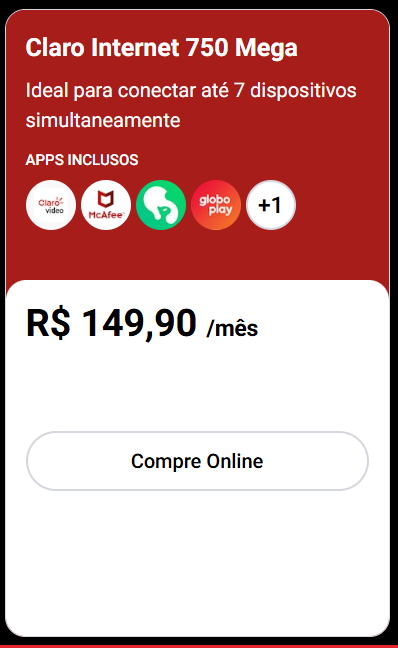 Claro Internet 750 Mega
Ideal para conectar até 7 dispositivos
simultaneamente
APPS INCLUSOS
Claro
video
McAfee
globo
play
+1
R$ 149,90 /mês
Compre Online